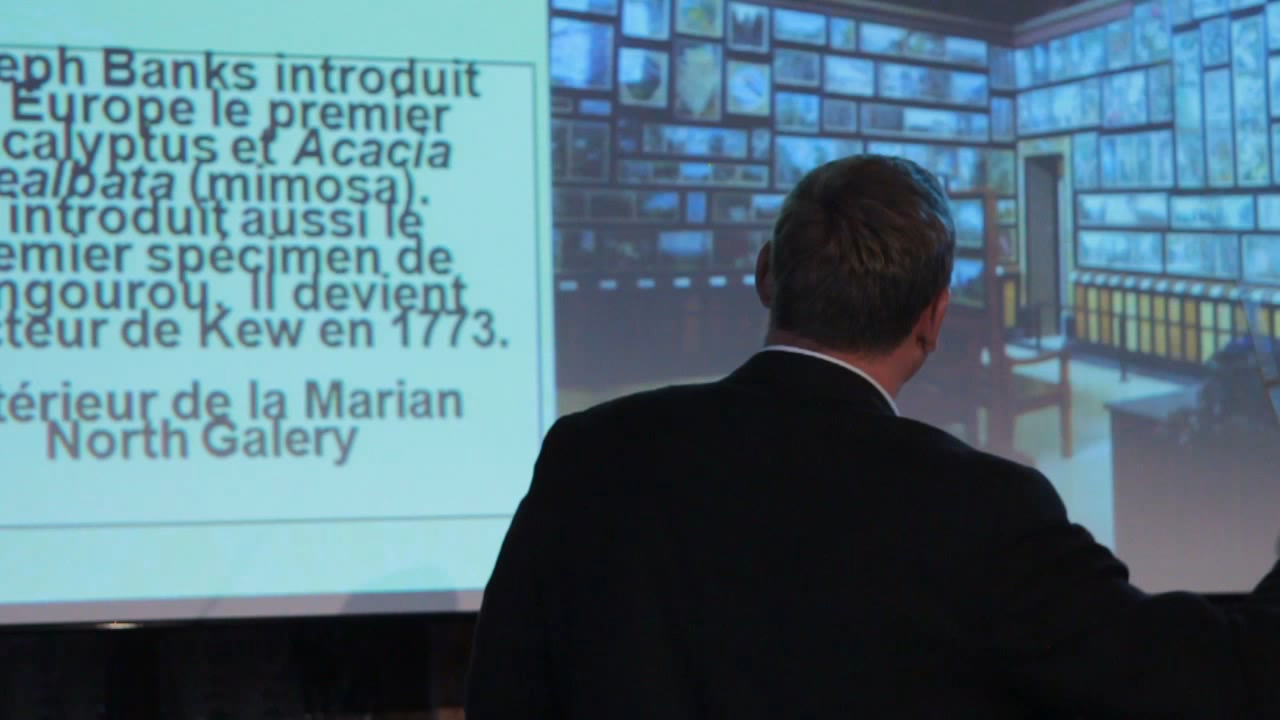 eph Banks introduit
Europe le premier
calyptus et Acacia
ealbata (mimosa).
introduit aussi le
emier spécimen de
ngourou. Il devient
cteur de Kew en 1773.
térieur de la Marian
North Galery